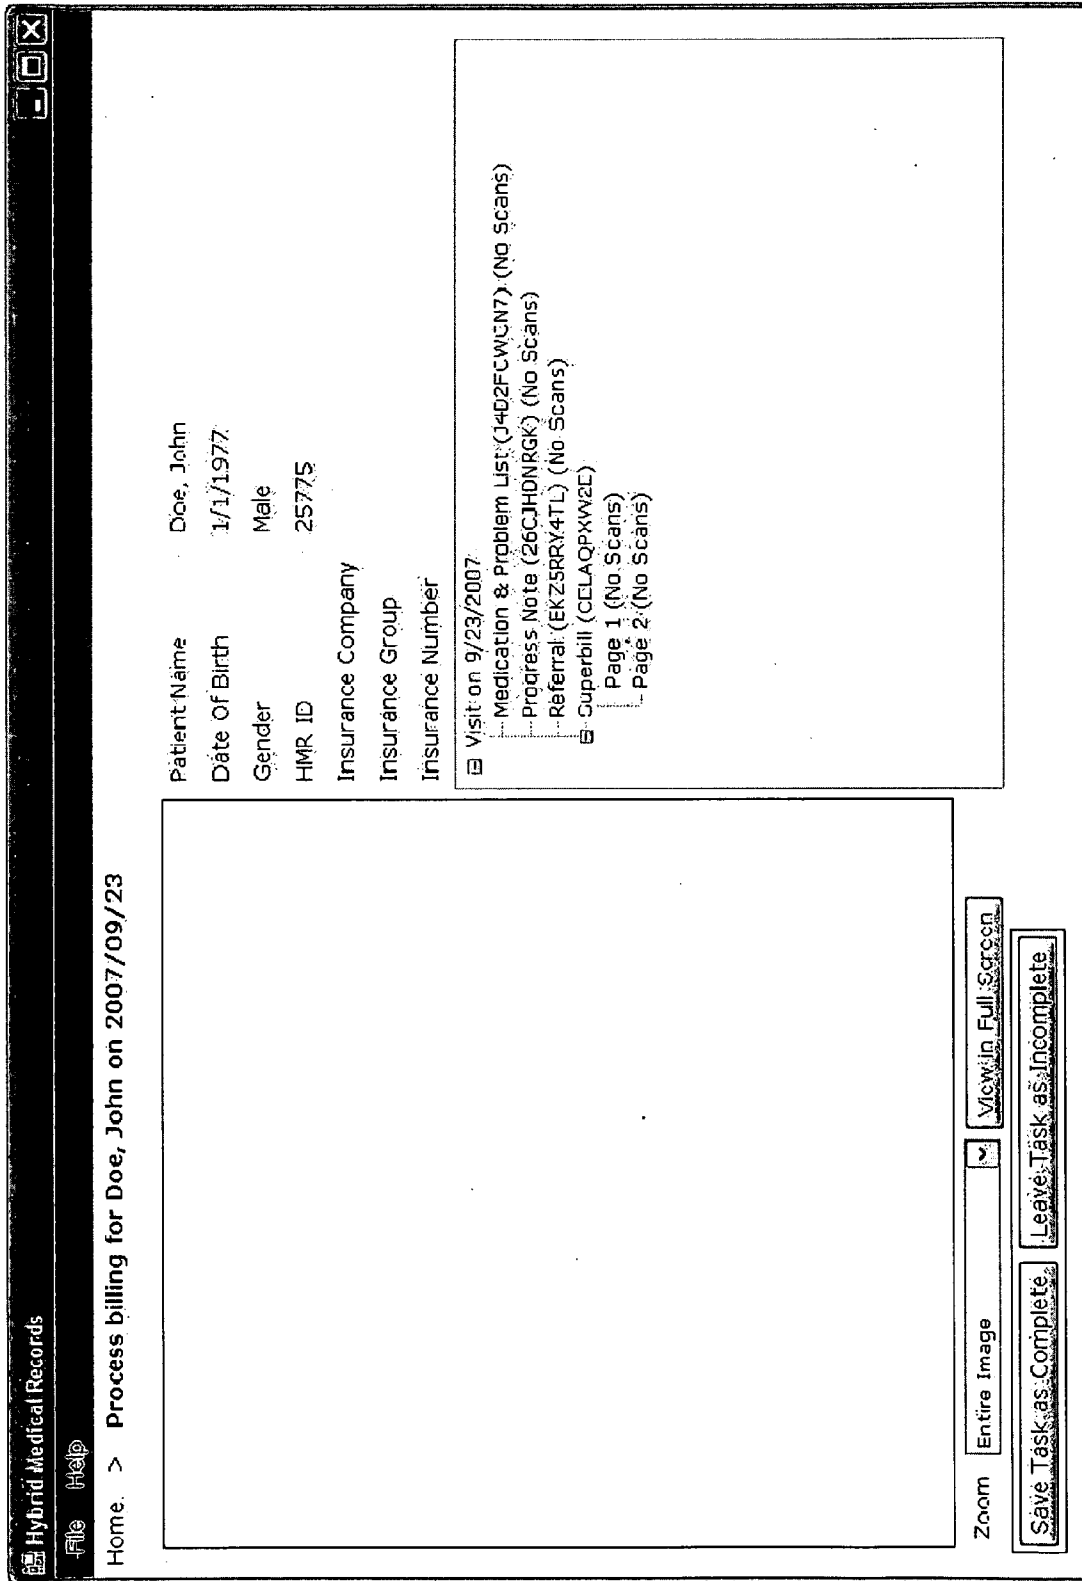 Hybrid Medical Records
File Help
Home > Process billing for Doe, John on 2007/09/23
Patient Name Doe, John
Date Of Birth 1/1/1977
Gender Male
HMR ID 25775
Insurance Company
Insurance Group
Insurance Number
Visit on 9/23/2007
Medication & Problem List (J4D2FCWCN7) (No Scans)
Progress Note (26CJHDNRGK) (No Scans)
Referral (EKZ5RRY4TL) (No Scans)
Superbill
Page 1 (No Scans)
Page 2 (No Scans)
Zoom Entire Image View in Full Screen
Save Task as Complete Leave Task as Incomplete